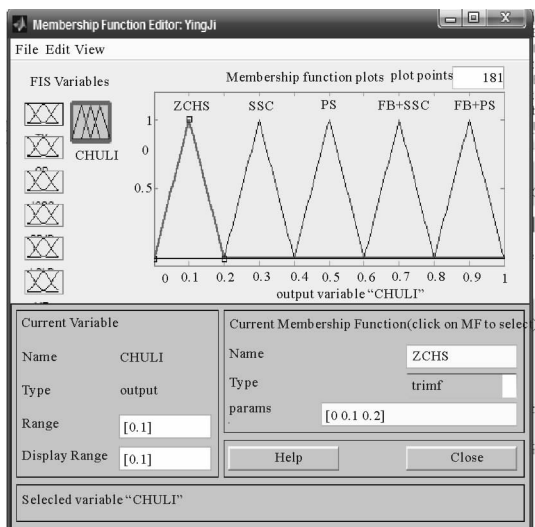 Membership Function Editor: YingJi
File Edit View
FIS Variables
Membership function plots plot points 181
ZCHS SSC PS FB+SSC FB+PS
CHULI
1
0
0.5
0 0.1 0.2 0.3 0.4 0.5 0.6 0.7 0.8 0.9 1
output variable “CHULI”
Current Variable
Name CHULI
Type output
Range [0.1]
Display Range [0.1]
Current Membership Function(click on MF to select
Name ZCHS
Type trimf
params [0 0.1 0.2]
Help Close
Selected variable“CHULI”